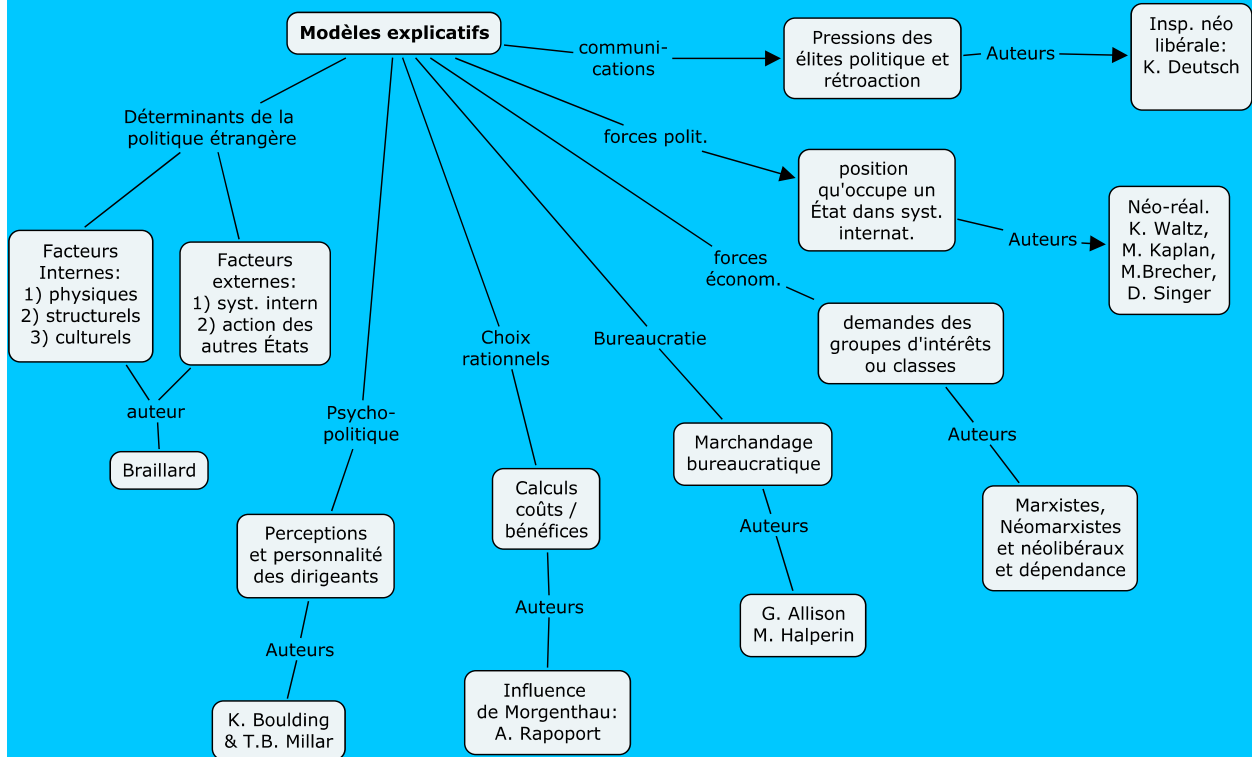 Modèles explicatifs
communi-
cations
Pressions des
élites politique et
rétroaction
Auteurs
Insp. néo
libérale:
K. Deutsch
Déterminants de la
politique étrangère
forces polit.
position
qu'occupe un
État dans syst.
internat.
Auteurs
Néo-réal.
K. Waltz,
M. Kaplan,
M.Brecher,
D. Singer
Facteurs
Internes:
1) physiques
2) structurels
3) culturels
Facteurs
externes:
1) syst. intern
2) action des
autres États
auteur
Braillard
forces
économ.
demandes des
groupes d'intérêts
ou classes
Auteurs
Marxistes,
Néomarxistes
et néolibéraux
et dépendance
Psycho-
politique
Perceptions
et personnalité
des dirigeants
Auteurs
K. Boulding
& T.B. Millar
Choix
rationnels
Calculs
coûts /
bénéfices
Auteurs
Influence
de Morgenthau:
A. Rapoport
Bureaucratie
Marchandage
bureaucratique
Auteurs
G. Allison
M. Halperin